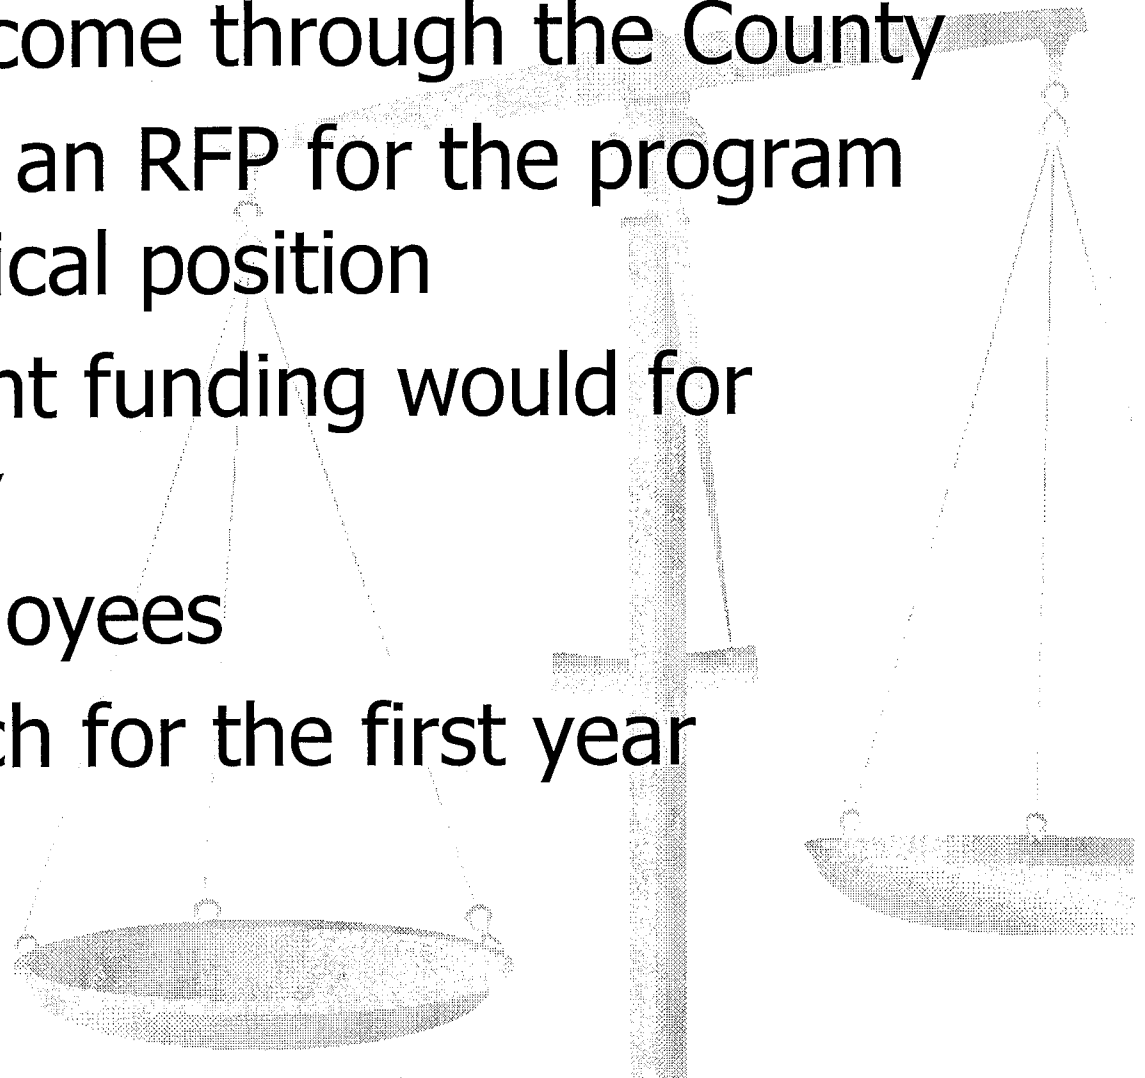 come through the County
an RFP for the program
ical position
nt funding would for
oyees
ch for the first year